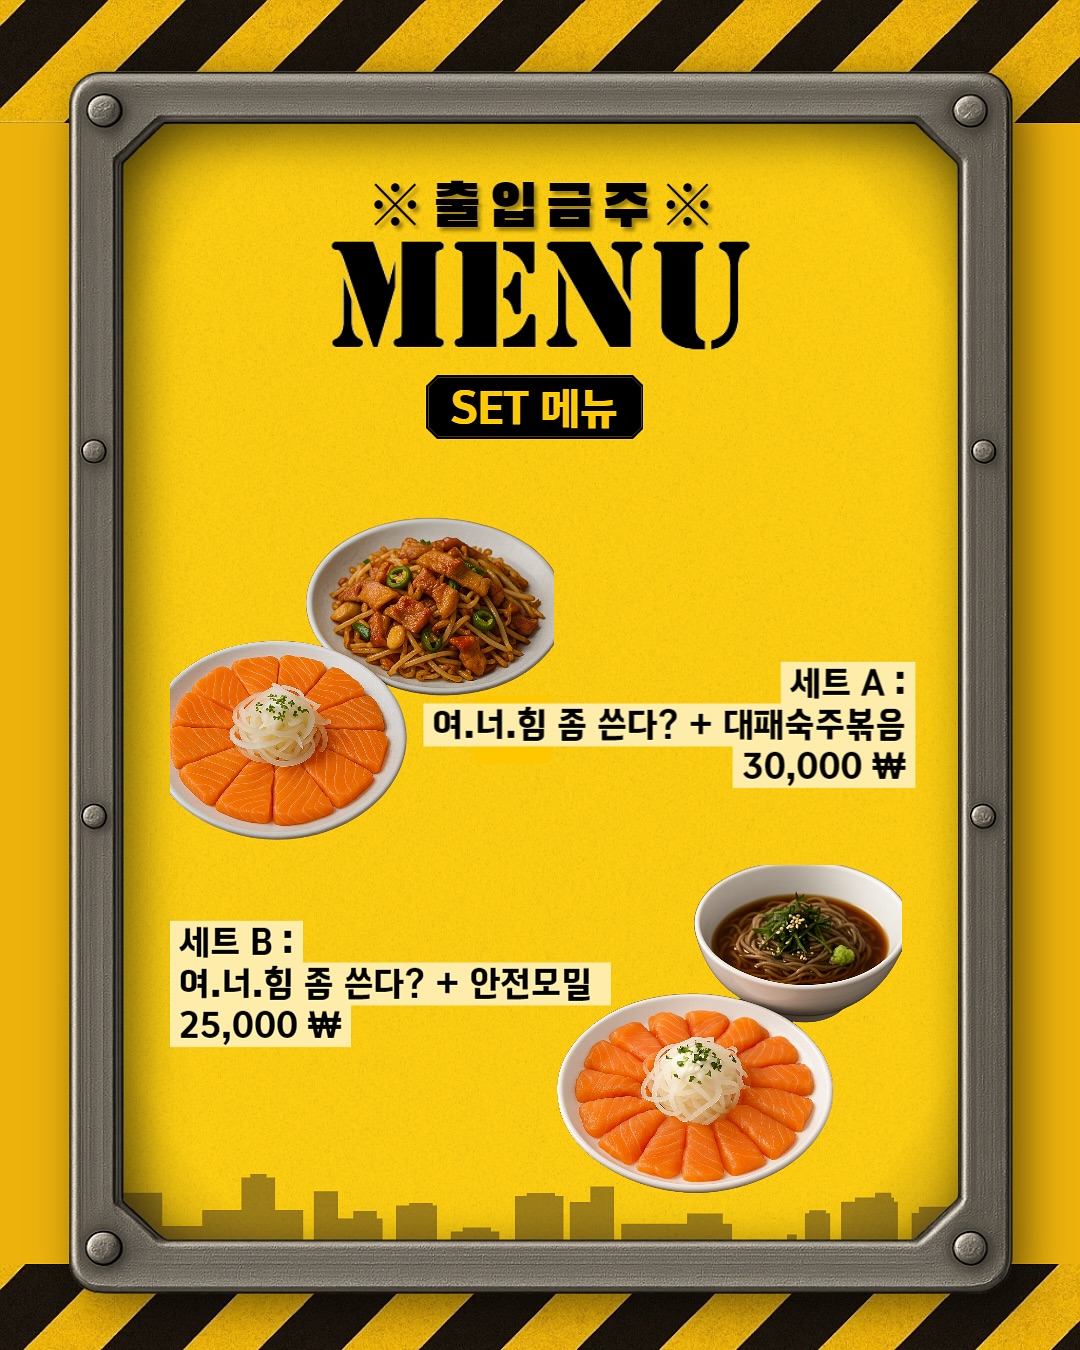 ※출입금주※
MENU
SET 메뉴
세트 A :
여.너.힘 좀 쓴다? + 대패숙주볶음
30,000 ₩
세트 B :
여.너.힘 좀 쓴다? + 안전모밀
25,000 ₩